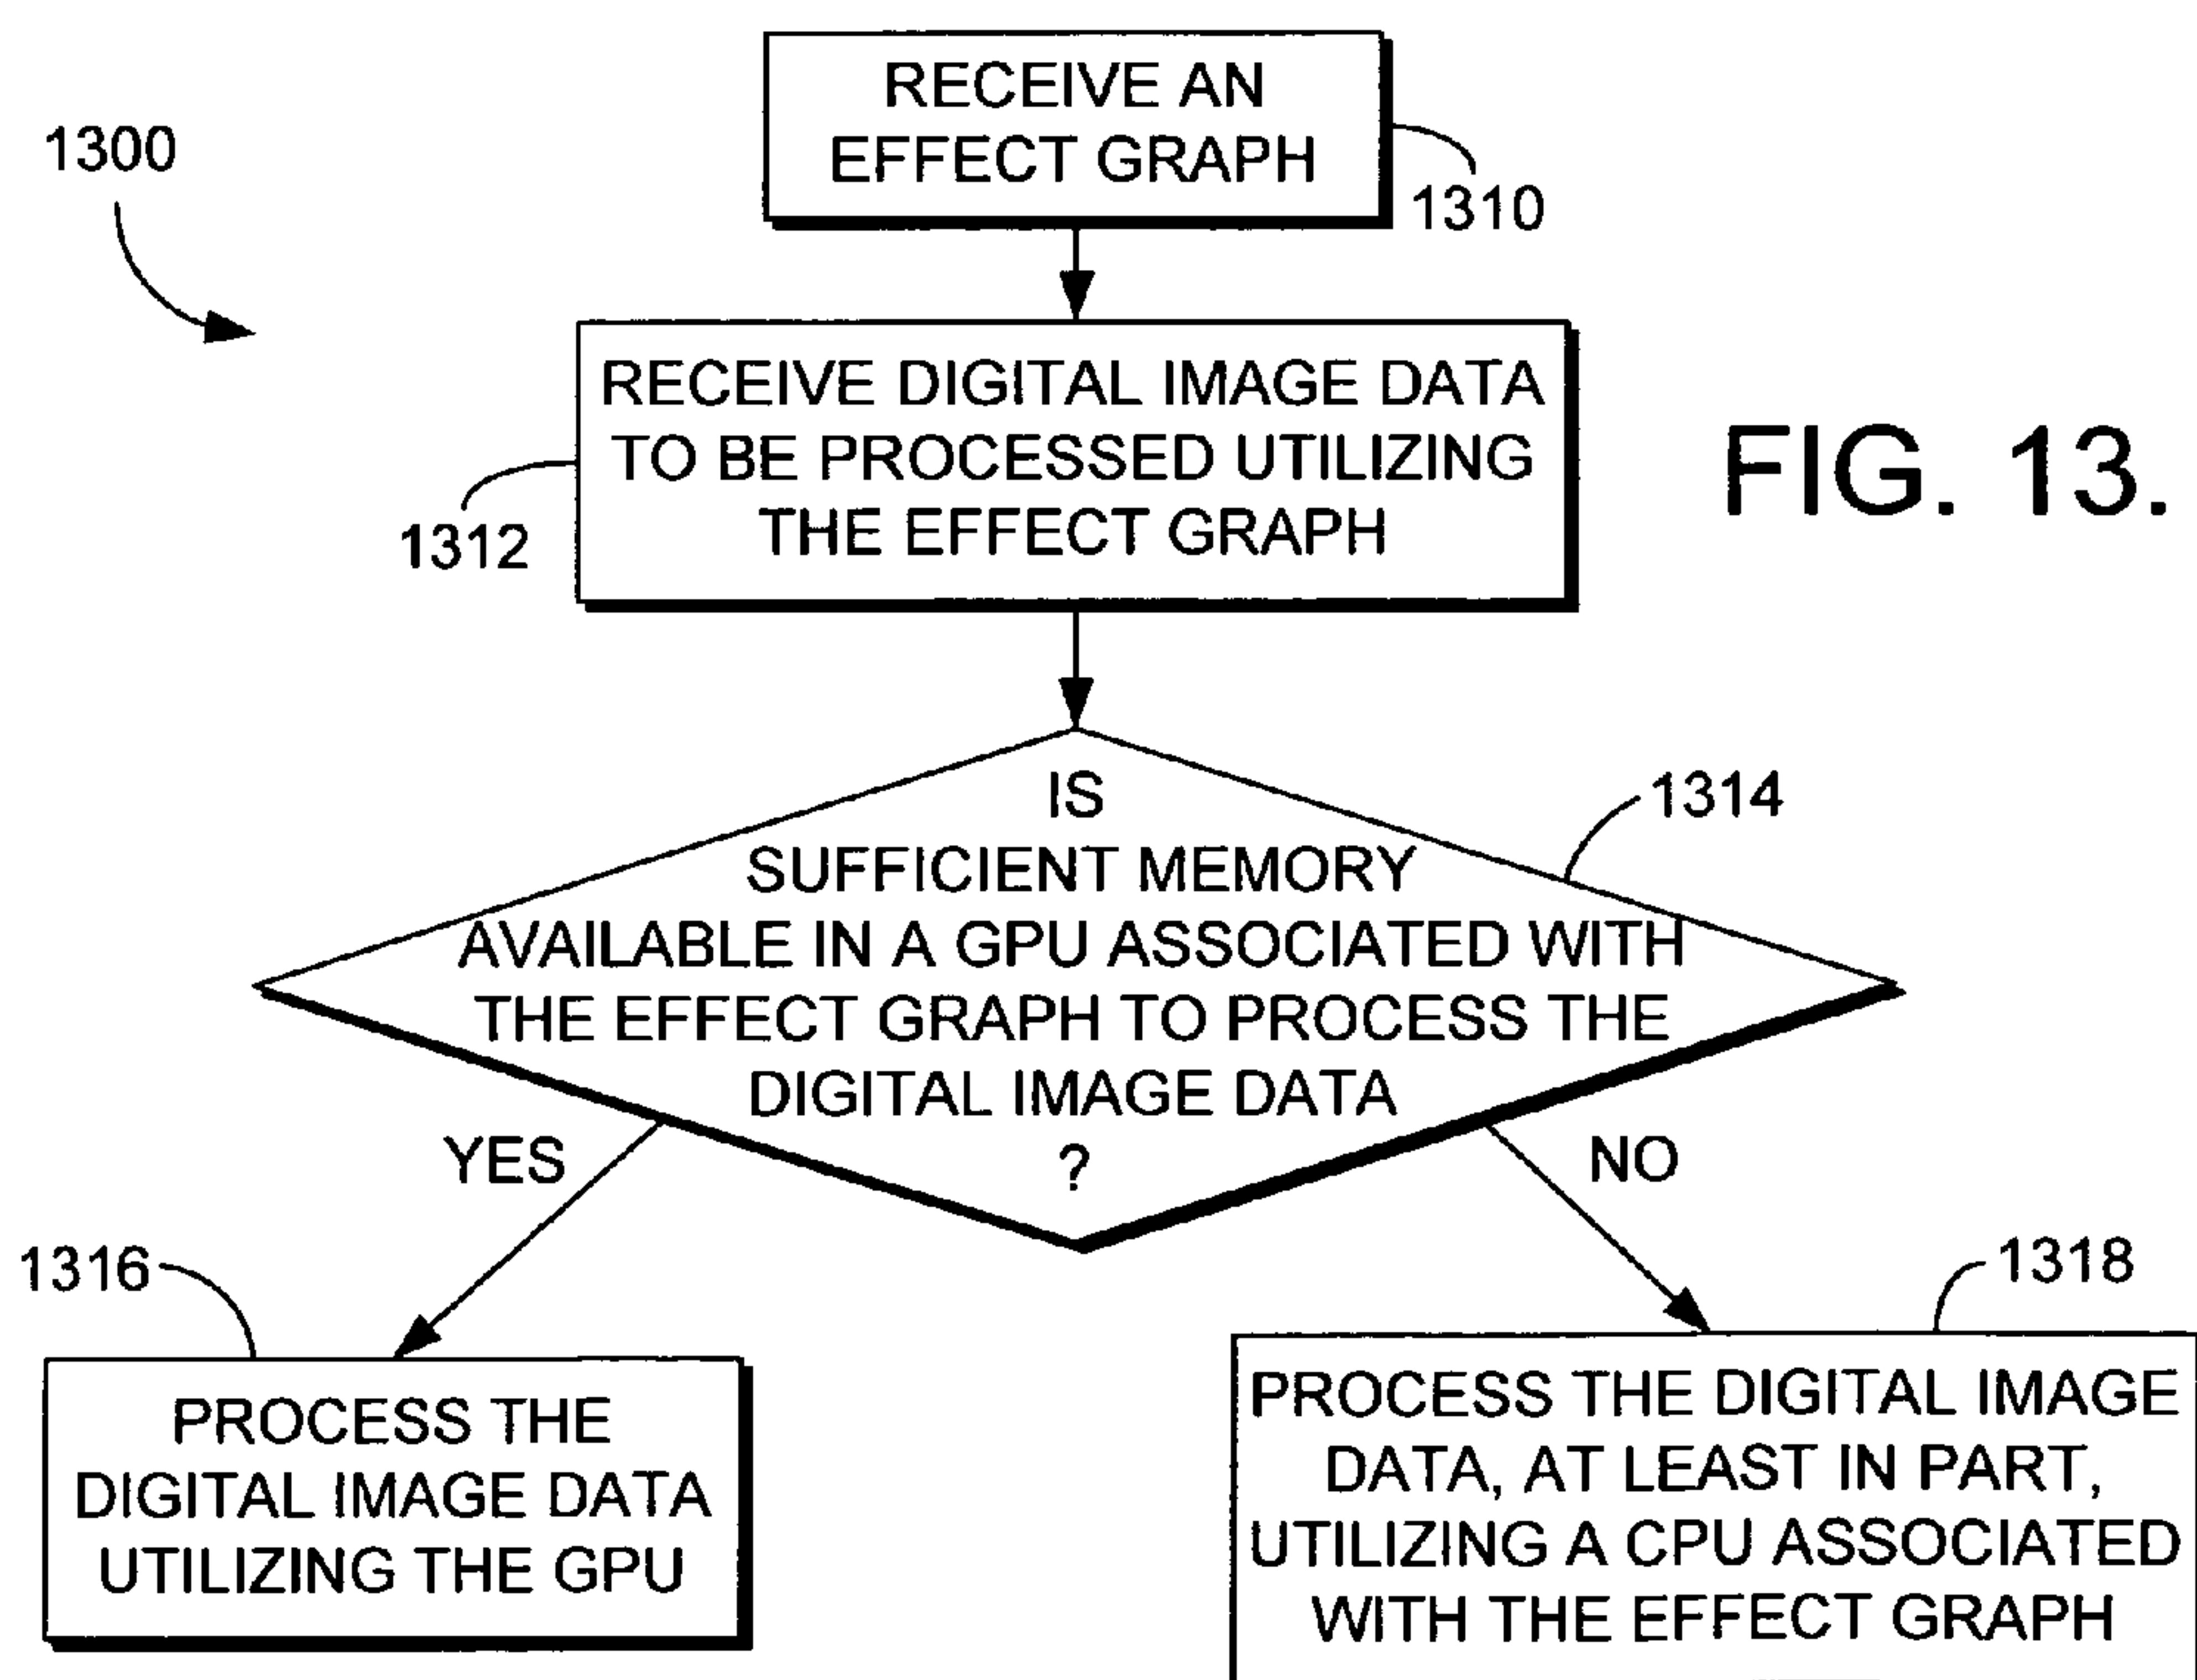 RECEIVE AN
EFFECT GRAPH
1300
1310
RECEIVE DIGITAL IMAGE DATA
TO BE PROCESSED UTILIZING
THE EFFECT GRAPH
FIG. 13.
1312
IS
SUFFICIENT MEMORY
AVAILABLE IN A GPU ASSOCIATED WITH
THE EFFECT GRAPH TO PROCESS THE
DIGITAL IMAGE DATA
?
1314
YES
NO
1316
1318
PROCESS THE
DIGITAL IMAGE DATA
UTILIZING THE GPU
PROCESS THE DIGITAL IMAGE
DATA, AT LEAST IN PART,
UTILIZING A CPU ASSOCIATED
WITH THE EFFECT GRAPH